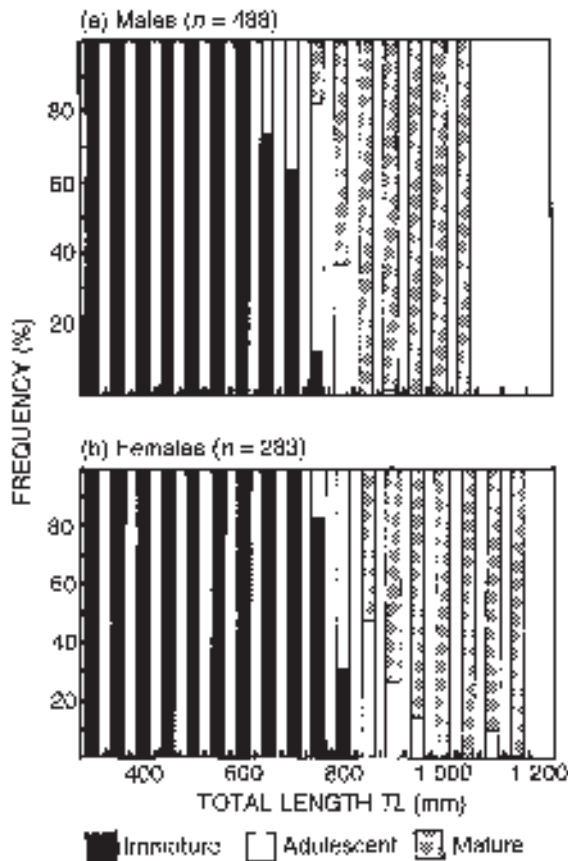 (a) Males (n = 488)
80
60
40
20
FREQUENCY (%)
(b) Females (n = 283)
80
60
40
20
400 600 800 1 000 1 200
TOTAL LENGTH TL (mm)
Immature Adulescent Mature